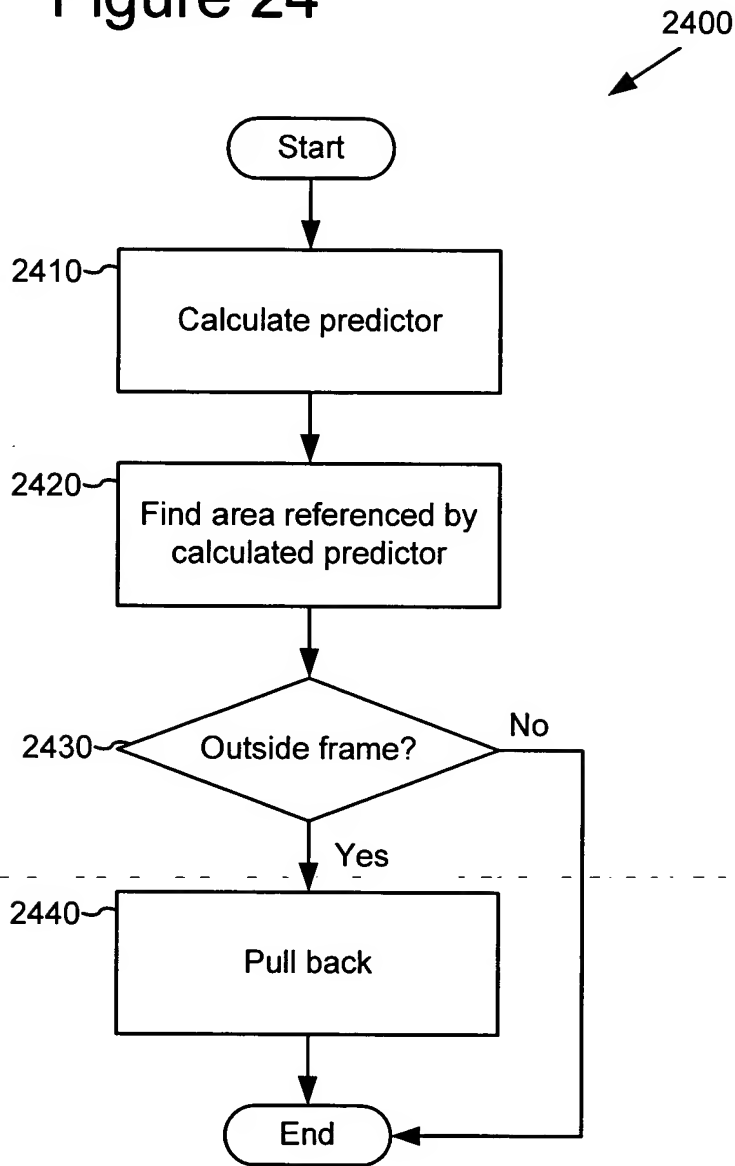 Figure 24
2400
Start
2410
Calculate predictor
2420
Find area referenced by
calculated predictor
2430
Outside frame?
No
Yes
2440
Pull back
End